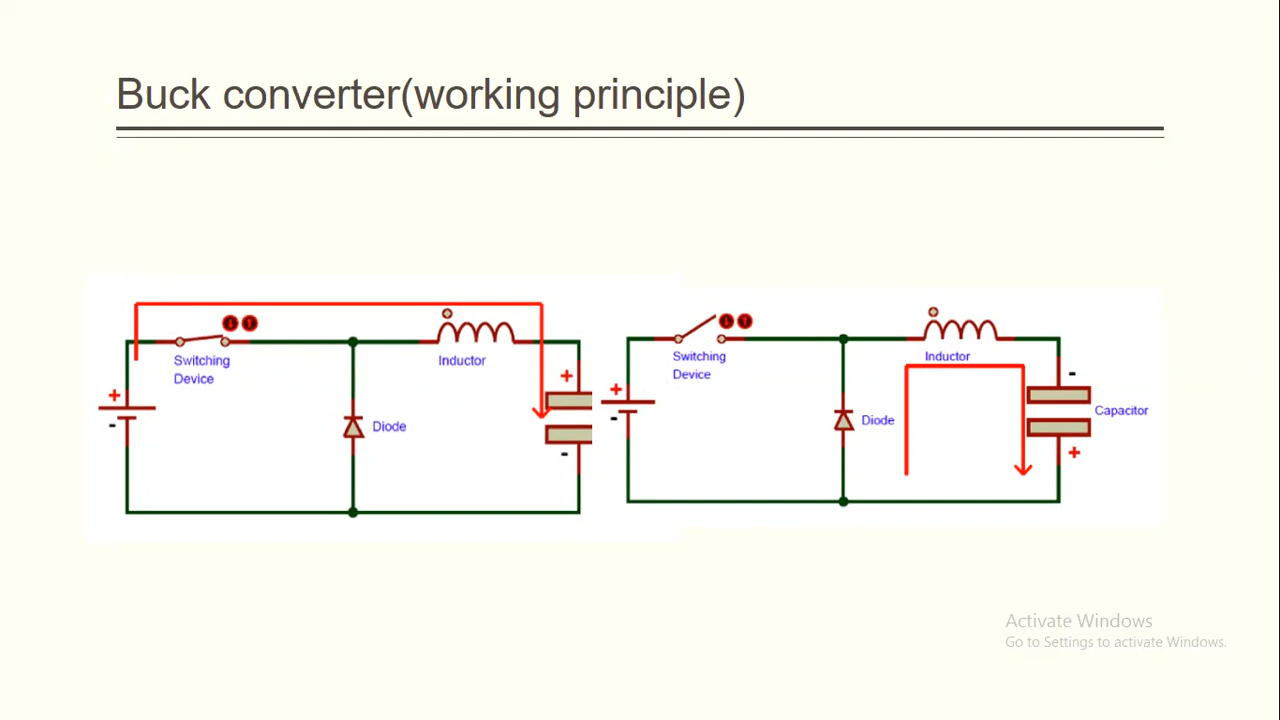 Buck converter(working principle)
Switching
Device
Inductor
+
-
Diode
+
-
Switching
Device
Inductor
+
-
Diode
-
Capacitor
+
Activate Windows
Go to Settings to activate Windows.